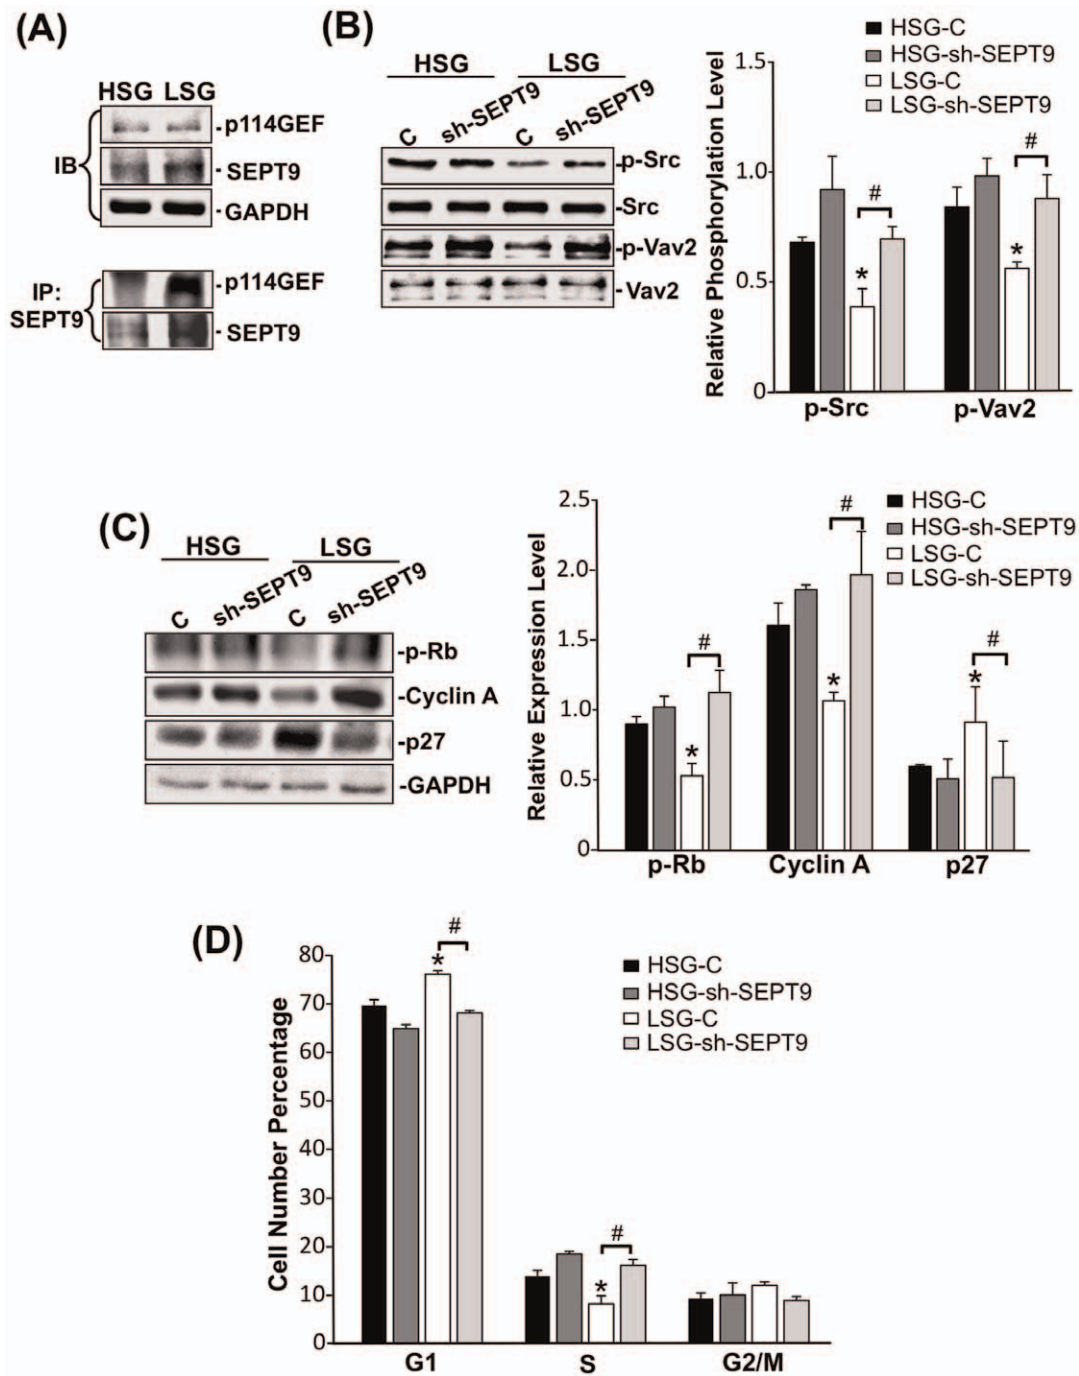 (A)
HSG LSG
IB
-p114GEF
-SEPT9
-GAPDH
IP:
SEPT9
-p114GEF
-SEPT9
(B)
HSG LSG
C sh-SEPT9 C sh-SEPT9
-p-Src
-Src
-p-Vav2
-Vav2
HSG-C
HSG-sh-SEPT9
LSG-C
LSG-sh-SEPT9
Relative Phosphorylation Level
1.5
1.0
0.5
0
*
#
*
#
p-Src p-Vav2
(C)
HSG LSG
C sh-SEPT9 C sh-SEPT9
-p-Rb
-Cyclin A
-p27
-GAPDH
HSG-C
HSG-sh-SEPT9
LSG-C
LSG-sh-SEPT9
Relative Expression Level
2.5
2.0
1.5
1.0
0.5
0
*
#
*
#
*
#
p-Rb Cyclin A p27
(D)
HSG-C
HSG-sh-SEPT9
LSG-C
LSG-sh-SEPT9
Cell Number Percentage
80
70
60
50
40
30
20
10
0
*
#
*
#
G1 S G2/M